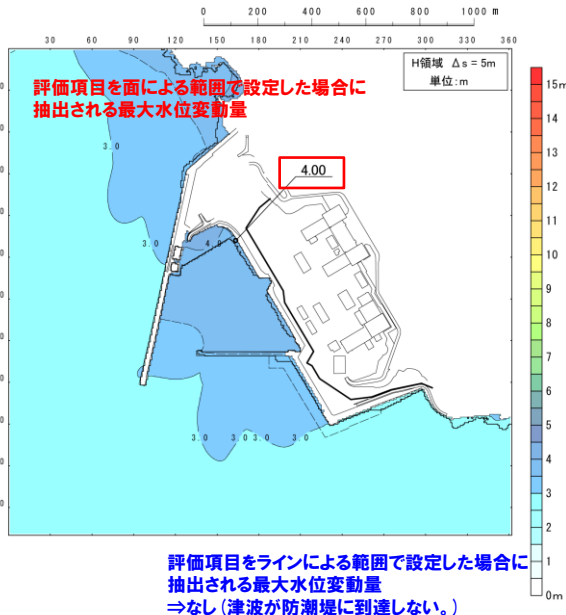 0 200 400 600 800 1000 m
30 60 90 120 150 180 210 240 270 300 330 360
H領域 Δs = 5m
単位:m
評価項目を面による範囲で設定した場合に
抽出される最大水位変動量
4.00
3.0
3.0
4.0
3.0
3.0 3.0
3.0
15m
14
13
12
11
10
9
8
7
6
5
4
3
2
1
0m
評価項目をラインによる範囲で設定した場合に
抽出される最大水位変動量
⇒なし(津波が防潮堤に到達しない。)